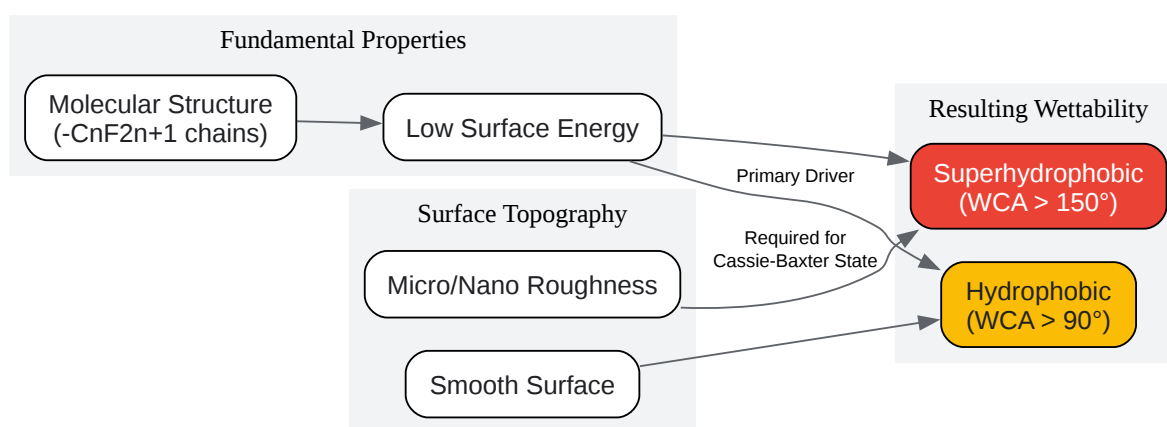 Fundamental Properties
Molecular Structure
(-CnF2n+1 chains)
Low Surface Energy
Resulting Wettability
Superhydrophobic
(WCA > 150°)
Primary Driver
Surface Topography
Required for
Cassie-Baxter State
Micro/Nano Roughness
Hydrophobic
(WCA > 90°)
Smooth Surface